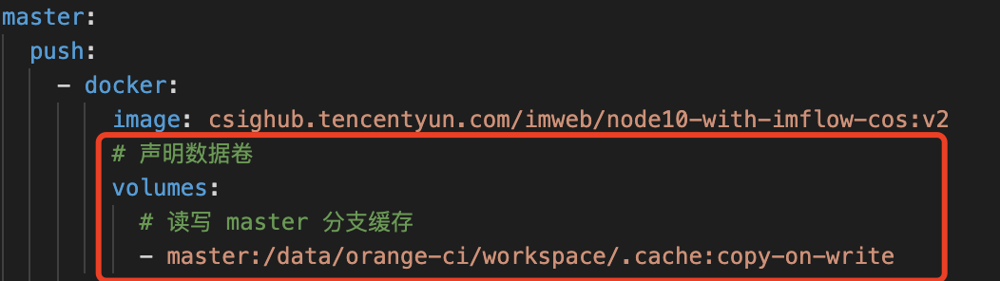 master:
push:
- docker:
image: csighub.tencentyun.com/imweb/node10-with-imflow-cos:v2
# 声明数据卷
volumes:
# 读写 master 分支缓存
- master:/data/orange-ci/workspace/.cache:copy-on-write